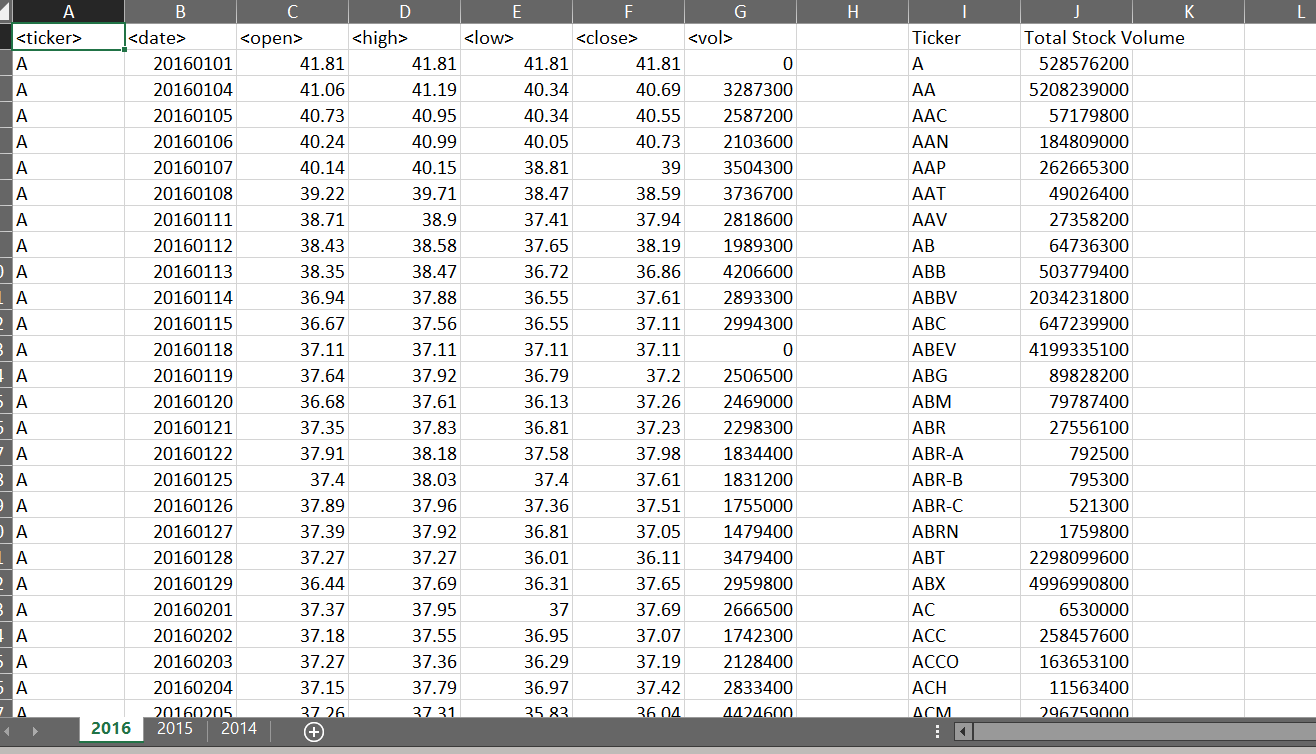 A B C D E F G H I J K L
<ticker> <date> <open> <high> <low> <close> <vol> Ticker Total Stock Volume
A 20160101 41.81 41.81 41.81 41.81 0 A 528576200
A 20160104 41.06 41.19 40.34 40.69 3287300 AA 5208239000
A 20160105 40.73 40.95 40.34 40.55 2587200 AAC 57179800
A 20160106 40.24 40.99 40.05 40.73 2103600 AAN 184809000
A 20160107 40.14 40.15 38.81 39 3504300 AAP 262665300
A 20160108 39.22 39.71 38.47 38.59 3736700 AAT 49026400
A 20160111 38.71 38.9 37.41 37.94 2818600 AAV 27358200
A 20160112 38.43 38.58 37.65 38.19 1989300 AB 64736300
A 20160113 38.35 38.47 36.72 36.86 4206600 ABB 503779400
A 20160114 36.94 37.88 36.55 37.61 2893300 ABBV 2034231800
A 20160115 36.67 37.56 36.55 37.11 2994300 ABC 647239900
A 20160118 37.11 37.11 37.11 37.11 0 ABEV 4199335100
A 20160119 37.64 37.92 36.79 37.2 2506500 ABG 89828200
A 20160120 36.68 37.61 36.13 37.26 2469000 ABM 79787400
A 20160121 37.35 37.83 36.81 37.23 2298300 ABR 27556100
A 20160122 37.91 38.18 37.58 37.98 1834400 ABR-A 792500
A 20160125 37.4 38.03 37.4 37.61 1831200 ABR-B 795300
A 20160126 37.89 37.96 37.36 37.51 1755000 ABR-C 521300
A 20160127 37.39 37.92 36.81 37.05 1479400 ABRN 1759800
A 20160128 37.27 37.27 36.01 36.11 3479400 ABT 2298099600
A 20160129 36.44 37.69 36.31 37.65 2959800 ABX 4996990800
A 20160201 37.37 37.95 37 37.69 2666500 AC 6530000
A 20160202 37.18 37.55 36.95 37.07 1742300 ACC 258457600
A 20160203 37.27 37.36 36.29 37.19 2128400 ACCO 163653100
A 20160204 37.15 37.79 36.97 37.42 2833400 ACH 11563400
A 20160205 37.26 37.31 35.83 36.04 4424600 ACM 296759000
2016 2015 2014